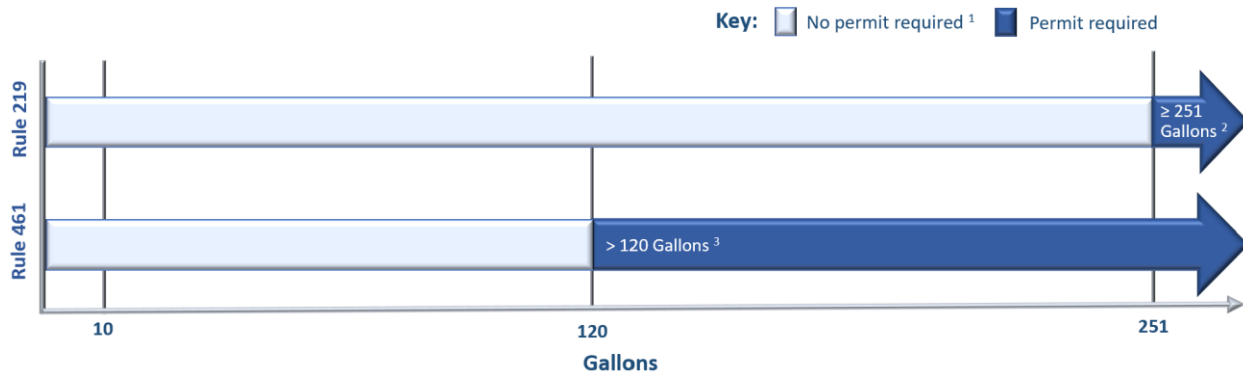 Key: No permit required ¹ Permit required
Rule 219
≥ 251
Gallons ²
Rule 461
> 120 Gallons ³
10 120 251
Gallons